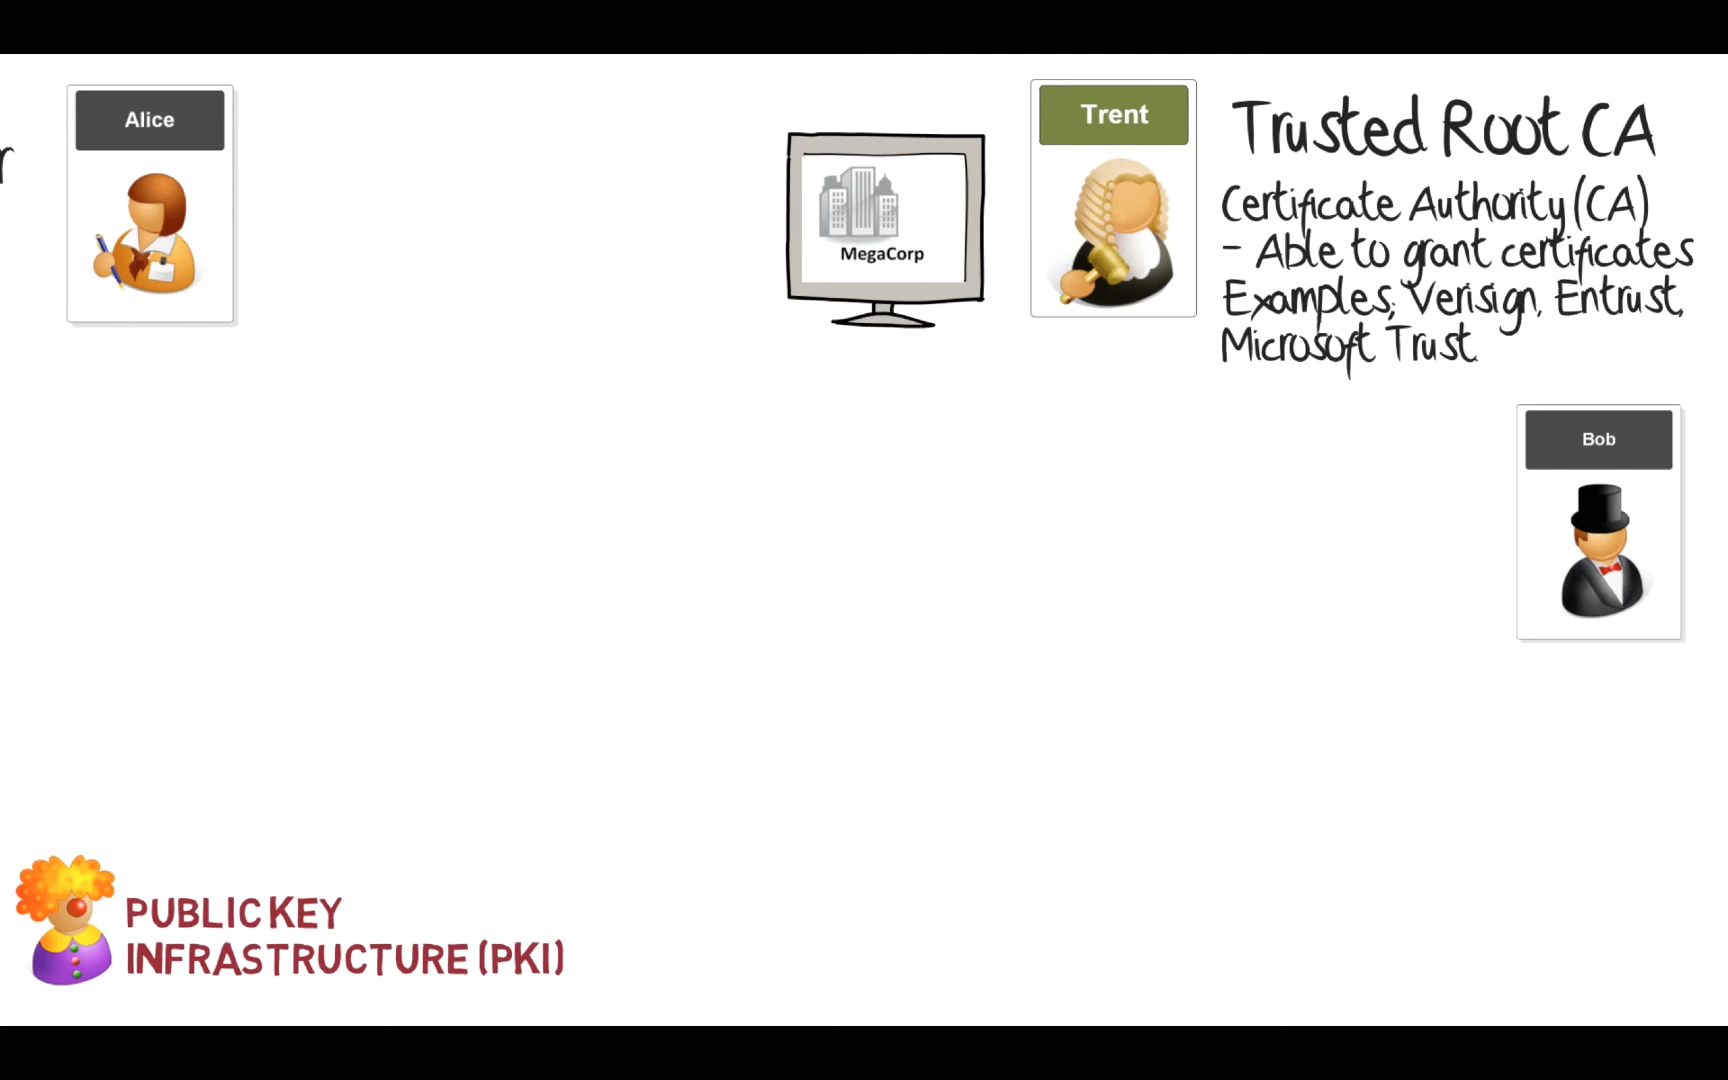 Alice
MegaCorp
Trent
Trusted Root CA
Certificate Authority (CA)
- Able to grant certificates
Examples; Verisign, Entrust,
Microsoft Trust
Bob
PUBLIC KEY
INFRASTRUCTURE (PKI)